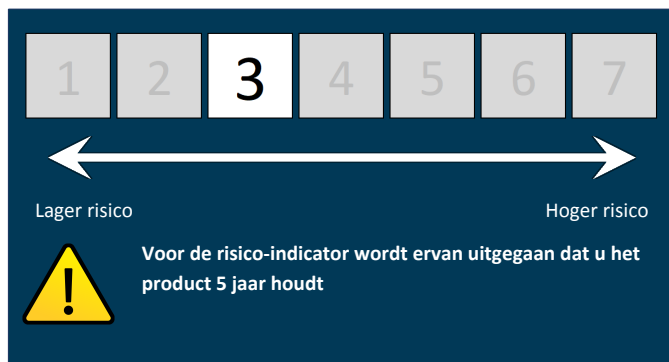 1 2 3 4 5 6 7
Lager risico Hoger risico
Voor de risico-indicator wordt ervan uitgegaan dat u het
product 5 jaar houdt